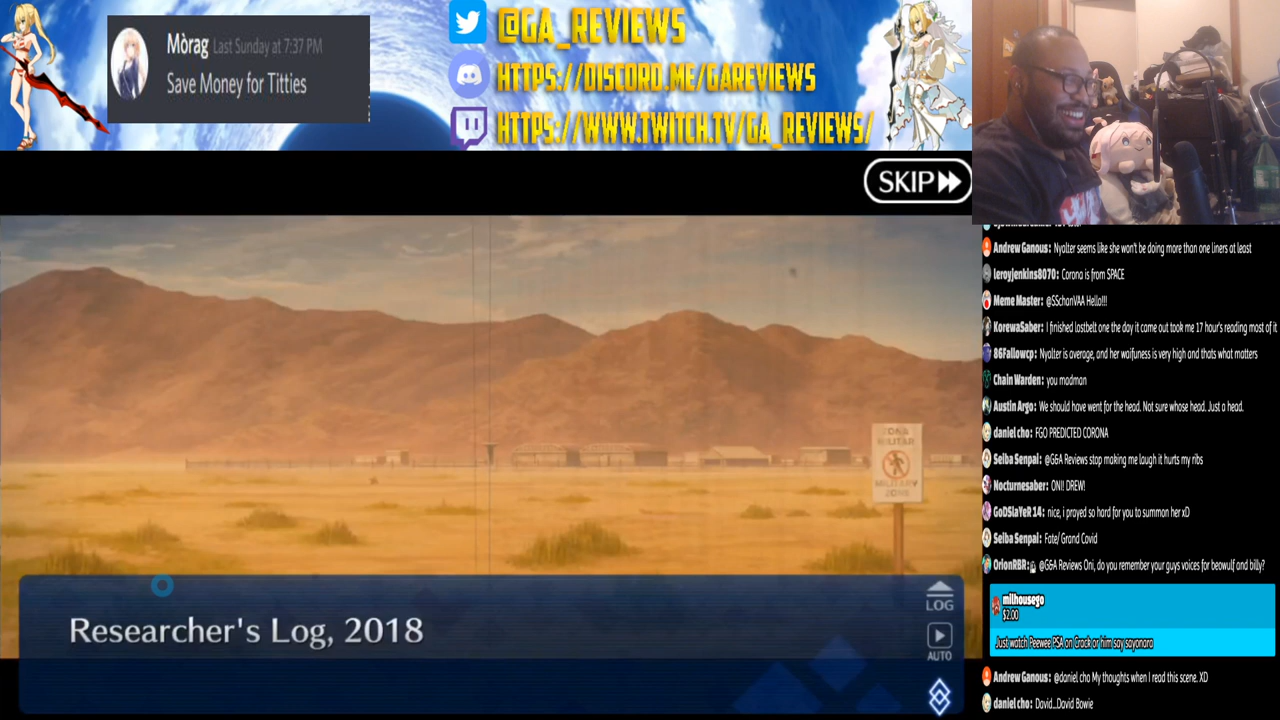 Mòrag Last Sunday at 7:37 PM
Save Money for Titties
@GA_REVIEWS
HTTPS://DISCORD.ME/GAREVIEWS
HTTPS://WWW.TWITCH.TV/GA_REVIEWS/
SKIP
ZONA
MILITAR
MILITARY
ZONE
Researcher's Log, 2018
LOG
AUTO
Andrew Ganous: Nyalter seems like she won't be doing more than one liners at least
leroyjenkins8070: Corona is from SPACE
Meme Master: @SSchanVAA Hello!!!
KorewaSaber: I finished lostbelt one the day it came out took me 17 hour's reading most of it
86Fallowcp: Nyalter is average, and her waifuness is very high and thats what matters
Chain Warden: you madman
Austin Argo: We should have went for the head. Not sure whose head. Just a head.
daniel cho: FGO PREDICTED CORONA
Seiba Senpai: @G&A Reviews stop making me laugh it hurts my ribs
Nocturnesaber: ONI! DREW!
GoDSlaYeR 14: nice, i prayed so hard for you to summon her xD
Seiba Senpai: Fate/ Grand Covid
OrionRBR: @G&A Reviews Oni, do you remember your guys voices for beowulf and billy?
milhousego
$2.00
Just watch Peewee PSA on Crack or him say sayonara
Andrew Ganous: @daniel cho My thoughts when I read this scene. XD
daniel cho: David...David Bowie